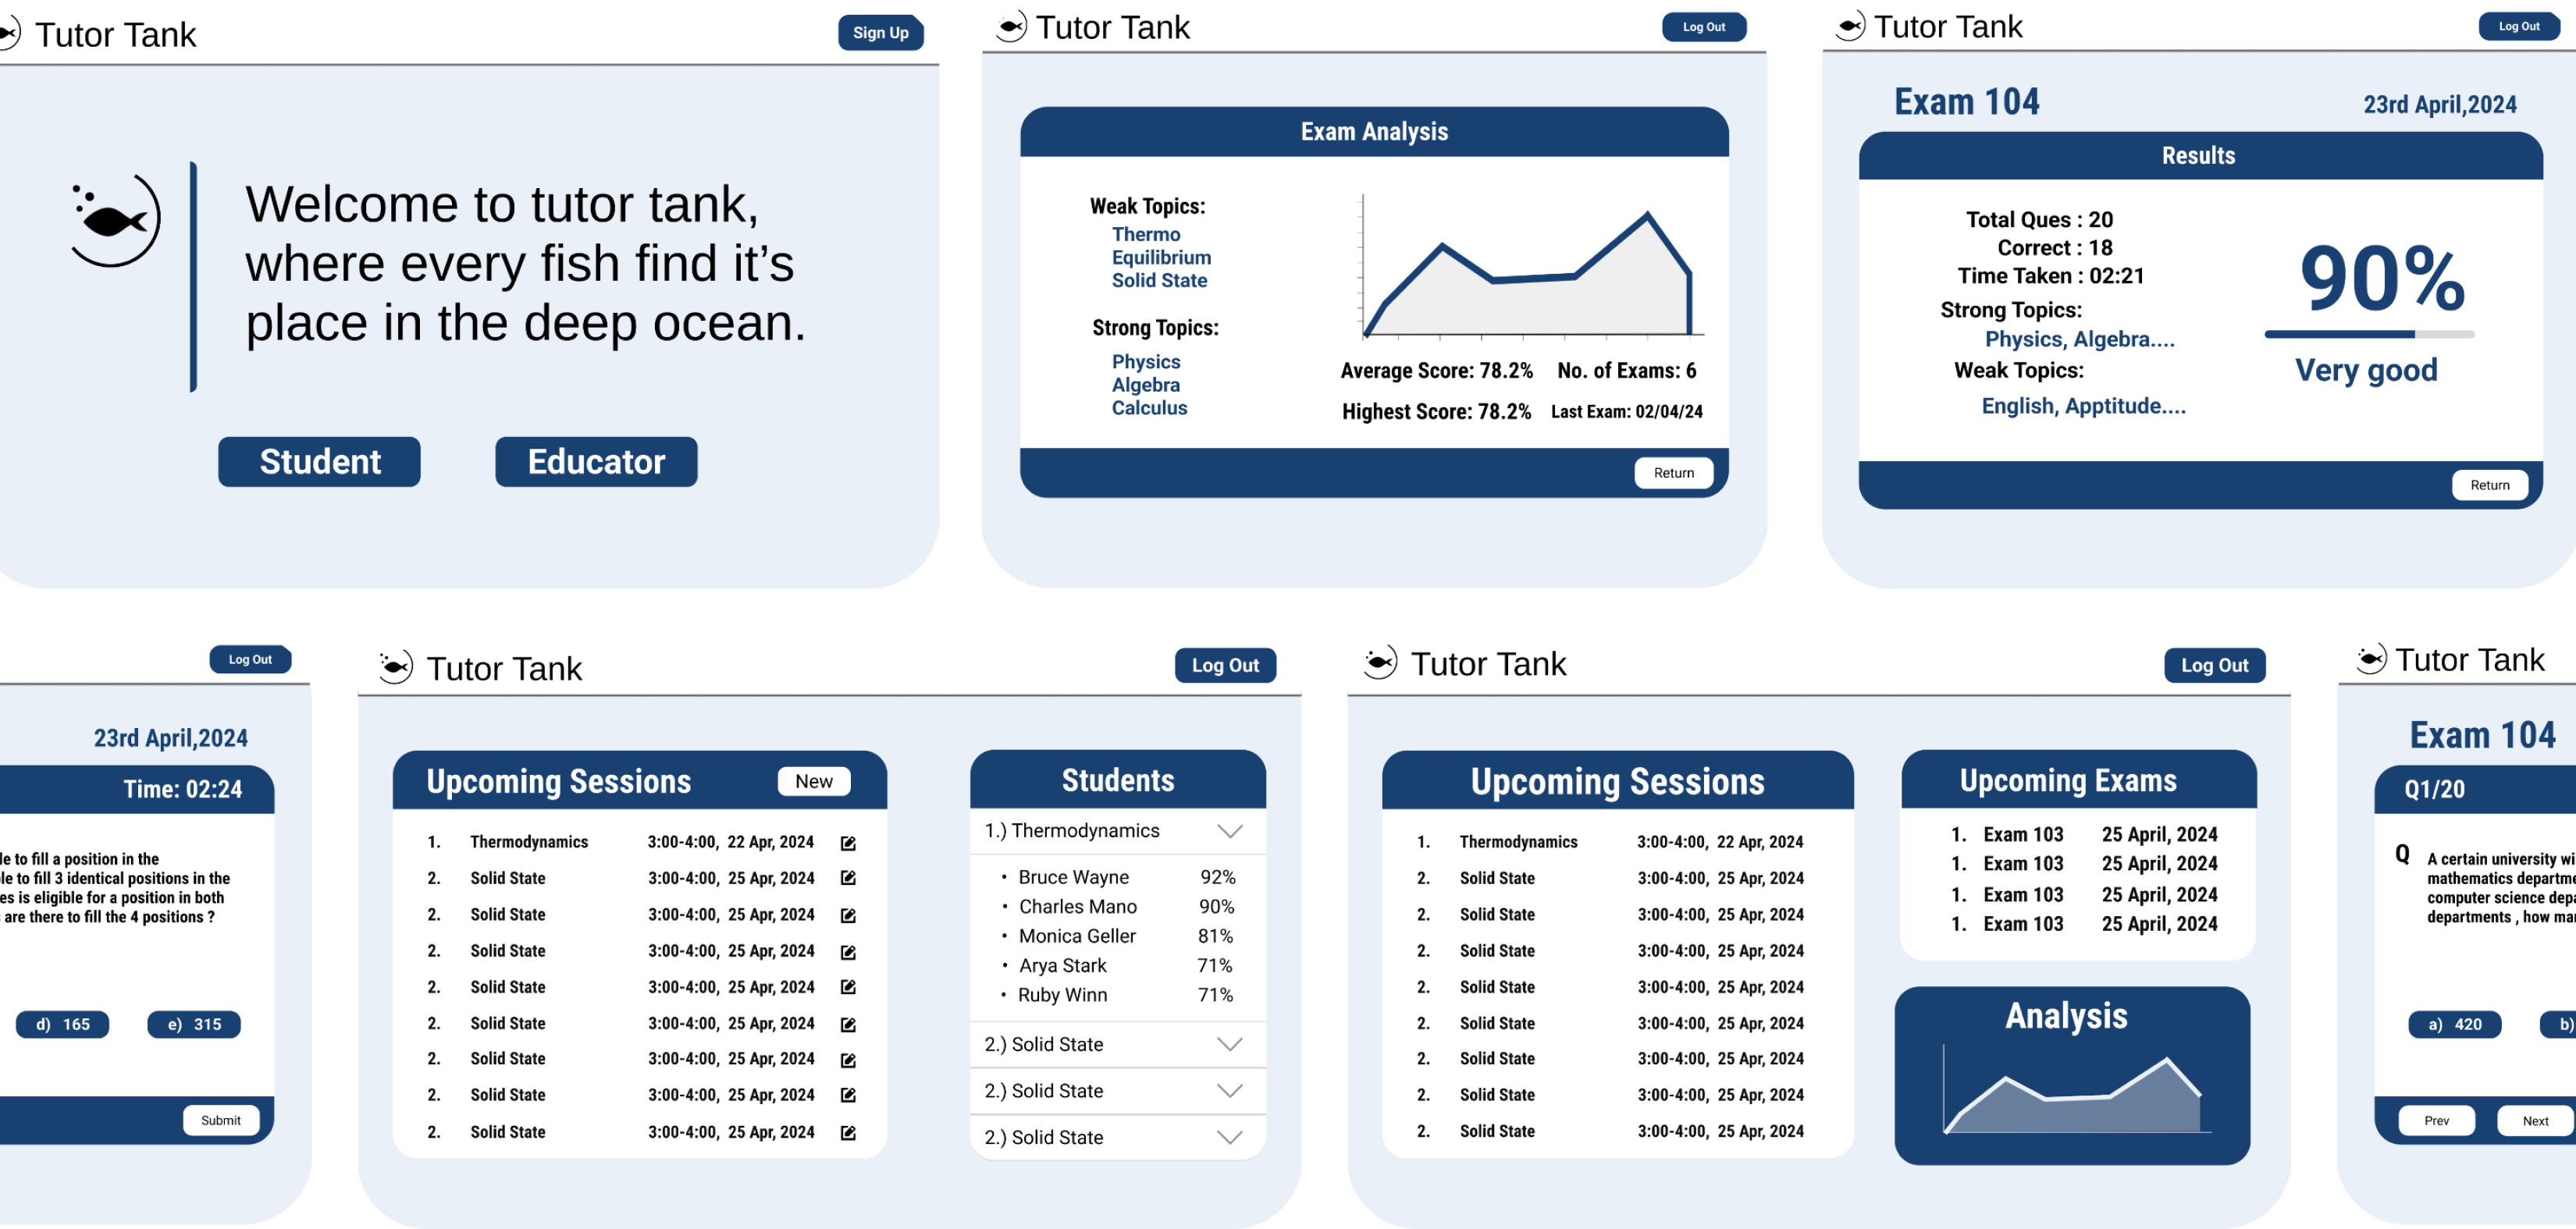 Tutor Tank
Sign Up
Welcome to tutor tank,
where every fish find it’s
place in the deep ocean.
Student Educator
Tutor Tank
Log Out
Exam Analysis
Weak Topics:
Thermo
Equilibrium
Solid State
Strong Topics:
Physics
Algebra
Calculus
Average Score: 78.2% No. of Exams: 6
Highest Score: 78.2% Last Exam: 02/04/24
Return
Tutor Tank
Log Out
Exam 104 23rd April,2024
Results
Total Ques : 20
Correct : 18
Time Taken : 02:21
Strong Topics:
Physics, Algebra....
Weak Topics:
English, Apptitude....
90%
Very good
Return
Log Out
23rd April,2024
Time: 02:24
le to fill a position in the
le to fill 3 identical positions in the
es is eligible for a position in both
are there to fill the 4 positions ?
d) 165 e) 315
Submit
Tutor Tank
Log Out
Upcoming Sessions New
1. Thermodynamics 3:00-4:00, 22 Apr, 2024
2. Solid State 3:00-4:00, 25 Apr, 2024
2. Solid State 3:00-4:00, 25 Apr, 2024
2. Solid State 3:00-4:00, 25 Apr, 2024
2. Solid State 3:00-4:00, 25 Apr, 2024
2. Solid State 3:00-4:00, 25 Apr, 2024
2. Solid State 3:00-4:00, 25 Apr, 2024
2. Solid State 3:00-4:00, 25 Apr, 2024
2. Solid State 3:00-4:00, 25 Apr, 2024
Students
1.) Thermodynamics
• Bruce Wayne 92%
• Charles Mano 90%
• Monica Geller 81%
• Arya Stark 71%
• Ruby Winn 71%
2.) Solid State
2.) Solid State
2.) Solid State
Tutor Tank
Log Out
Upcoming Sessions
1. Thermodynamics 3:00-4:00, 22 Apr, 2024
2. Solid State 3:00-4:00, 25 Apr, 2024
2. Solid State 3:00-4:00, 25 Apr, 2024
2. Solid State 3:00-4:00, 25 Apr, 2024
2. Solid State 3:00-4:00, 25 Apr, 2024
2. Solid State 3:00-4:00, 25 Apr, 2024
2. Solid State 3:00-4:00, 25 Apr, 2024
2. Solid State 3:00-4:00, 25 Apr, 2024
2. Solid State 3:00-4:00, 25 Apr, 2024
Upcoming Exams
1. Exam 103 25 April, 2024
1. Exam 103 25 April, 2024
1. Exam 103 25 April, 2024
1. Exam 103 25 April, 2024
Analysis
Tutor Tank
Exam 104
Q1/20
Q A certain university wi
mathematics departme
computer science depa
departments , how mar
a) 420 b)
Prev Next